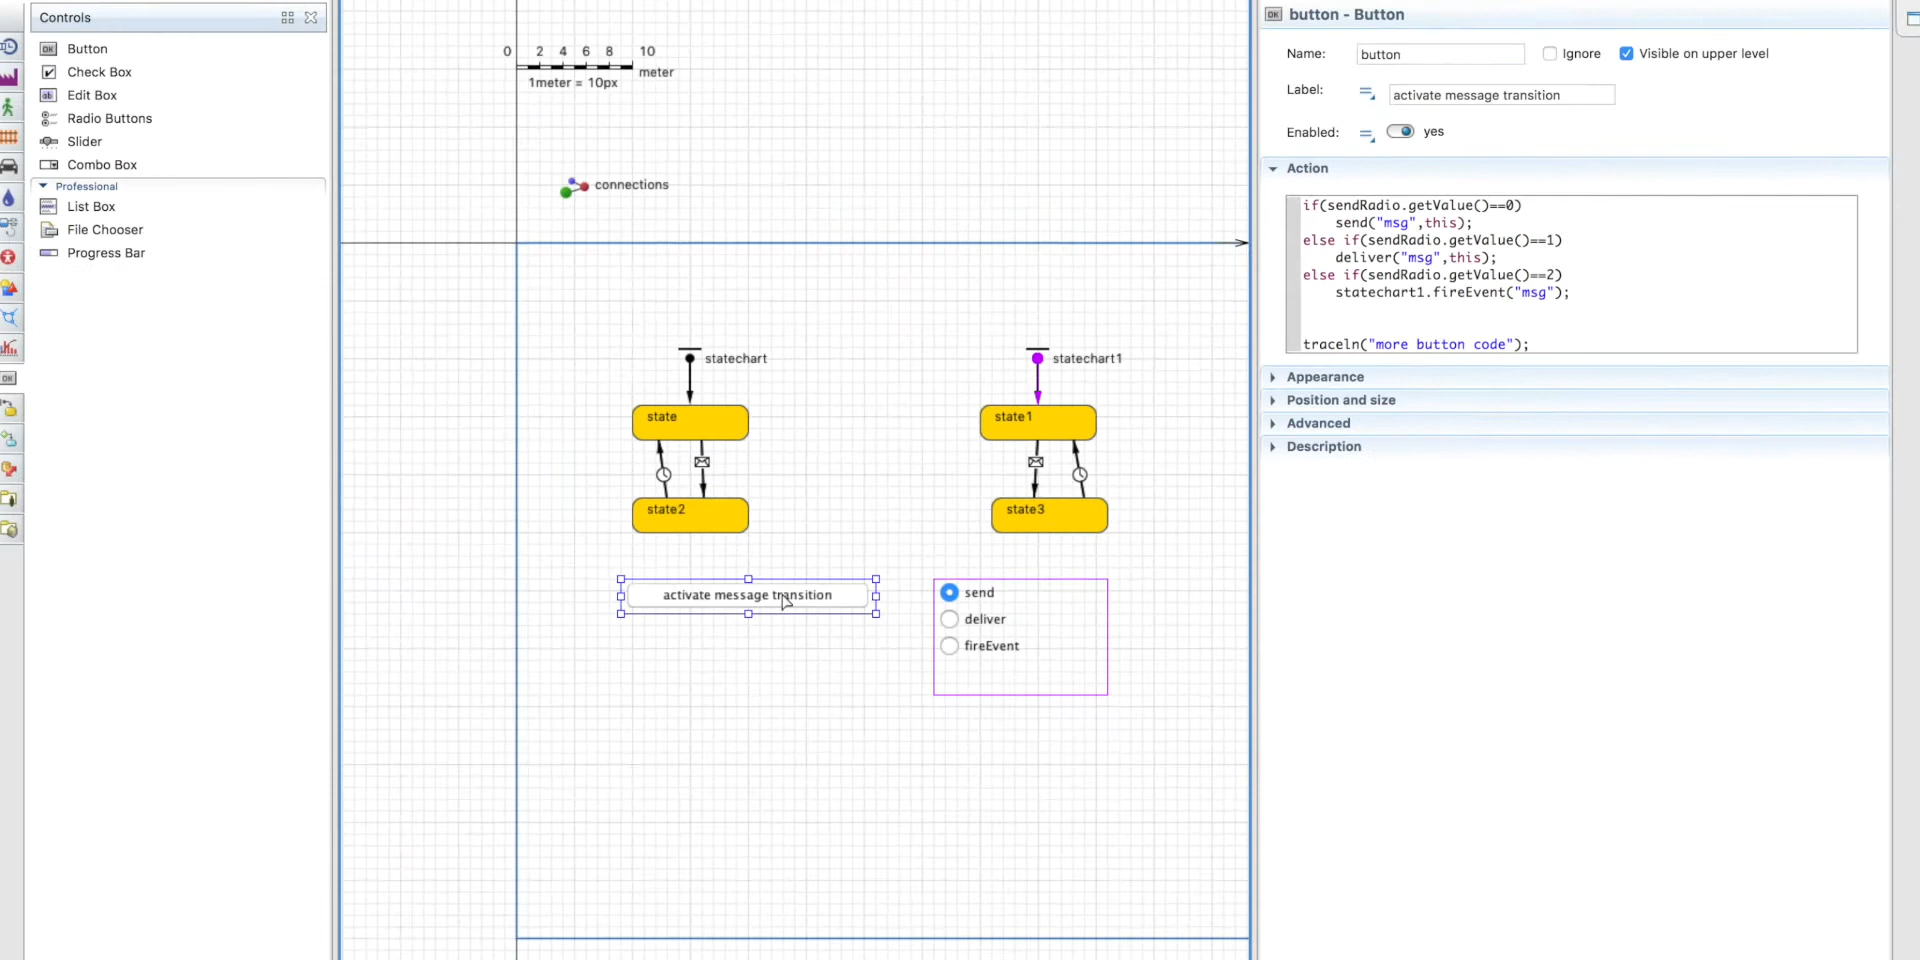 Controls
Button
Check Box
Edit Box
Radio Buttons
Slider
Combo Box
Professional
List Box
File Chooser
Progress Bar
0 2 4 6 8 10
meter
1meter = 10px
connections
statechart
state
state2
statechart1
state1
state3
activate message transition
send
deliver
fireEvent
button - Button
Name: button Ignore Visible on upper level
Label: activate message transition
Enabled: yes
Action
if(sendRadio.getValue()==0)
send("msg",this);
else if(sendRadio.getValue()==1)
deliver("msg",this);
else if(sendRadio.getValue()==2)
statechart1.fireEvent("msg");
traceln("more button code");
Appearance
Position and size
Advanced
Description